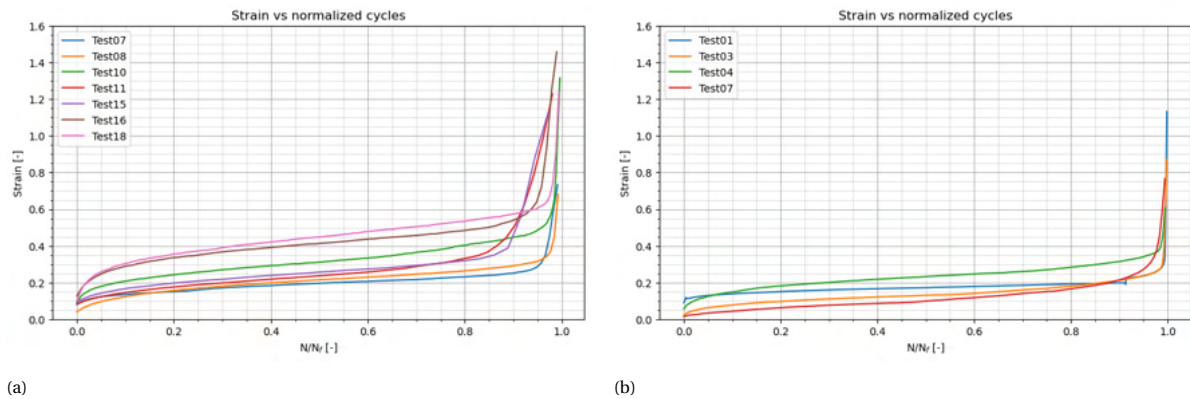 Strain vs normalized cycles
1.6
1.4
1.2
1.0
0.8
0.6
0.4
0.2
0.0
Strain [-]
Test07
Test08
Test10
Test11
Test15
Test16
Test18
0.0 0.2 0.4 0.6 0.8 1.0
N/Nf [-]
(a)
Strain vs normalized cycles
1.6
1.4
1.2
1.0
0.8
0.6
0.4
0.2
0.0
Strain [-]
Test01
Test03
Test04
Test07
0.0 0.2 0.4 0.6 0.8 1.0
N/Nf [-]
(b)